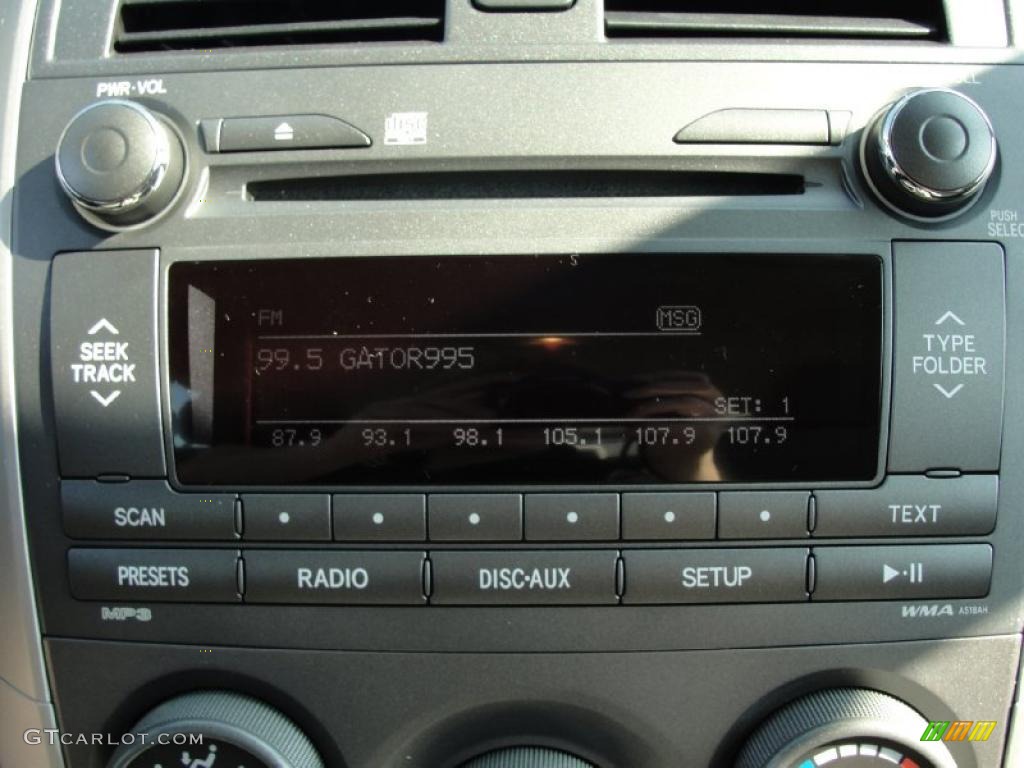 PWR·VOL
disc
PUSH
SELEC
SEEK
TRACK
TYPE
FOLDER
FM
MSG
99.5 GATOR995
SET: 1
87.9 93.1 98.1 105.1 107.9 107.9
SCAN
TEXT
PRESETS
RADIO
DISC·AUX
SETUP
MP3
WMA A518AH
GTCARLOT.COM